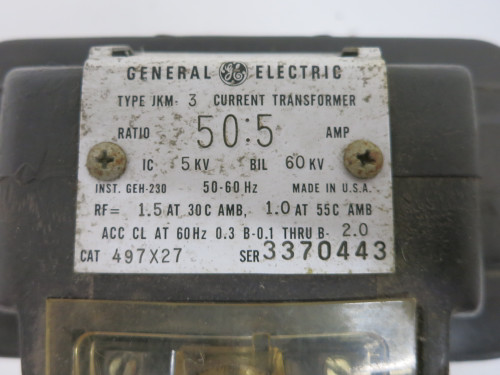 GENERAL GE ELECTRIC
TYPE JKM- 3 CURRENT TRANSFORMER
RATIO 50:5 AMP
IC 5KV BIL 60KV
INST. GEH-230 50-60Hz MADE IN U.S.A.
RF= 1.5 AT 30C AMB, 1.0 AT 55C AMB
ACC CL AT 60Hz 0.3 B-0.1 THRU B- 2.0
CAT 497X27 SER 3370443